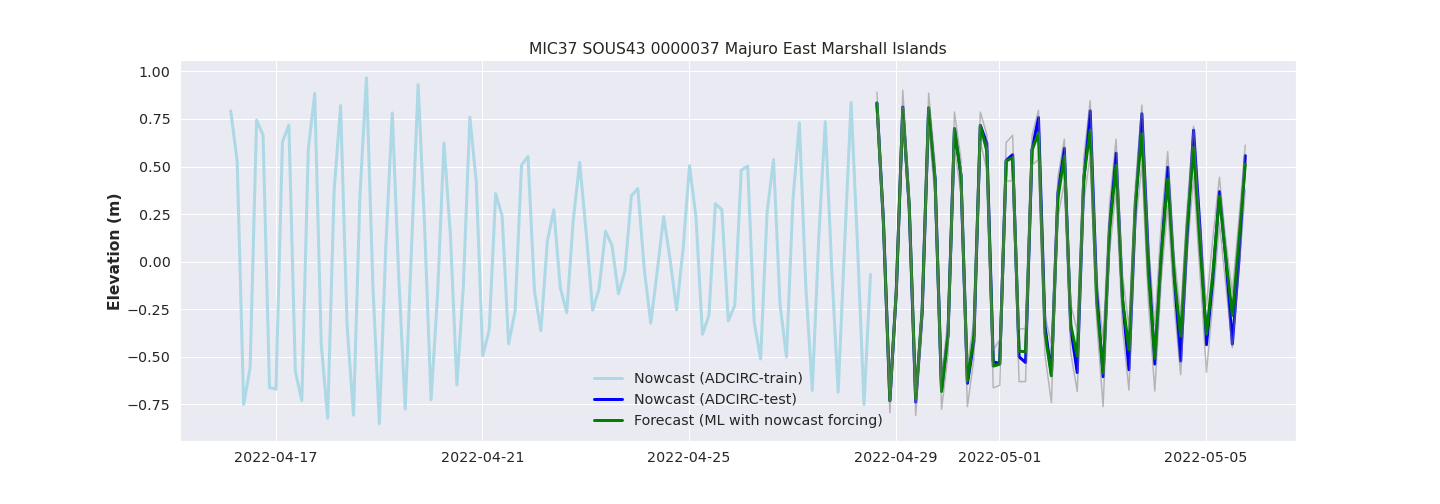 MIC37 SOUS43 0000037 Majuro East Marshall Islands
Elevation (m)
1.00
0.75
0.50
0.25
0.00
−0.25
−0.50
−0.75
Nowcast (ADCIRC-train)
Nowcast (ADCIRC-test)
Forecast (ML with nowcast forcing)
2022-04-17 2022-04-21 2022-04-25 2022-04-29 2022-05-01 2022-05-05